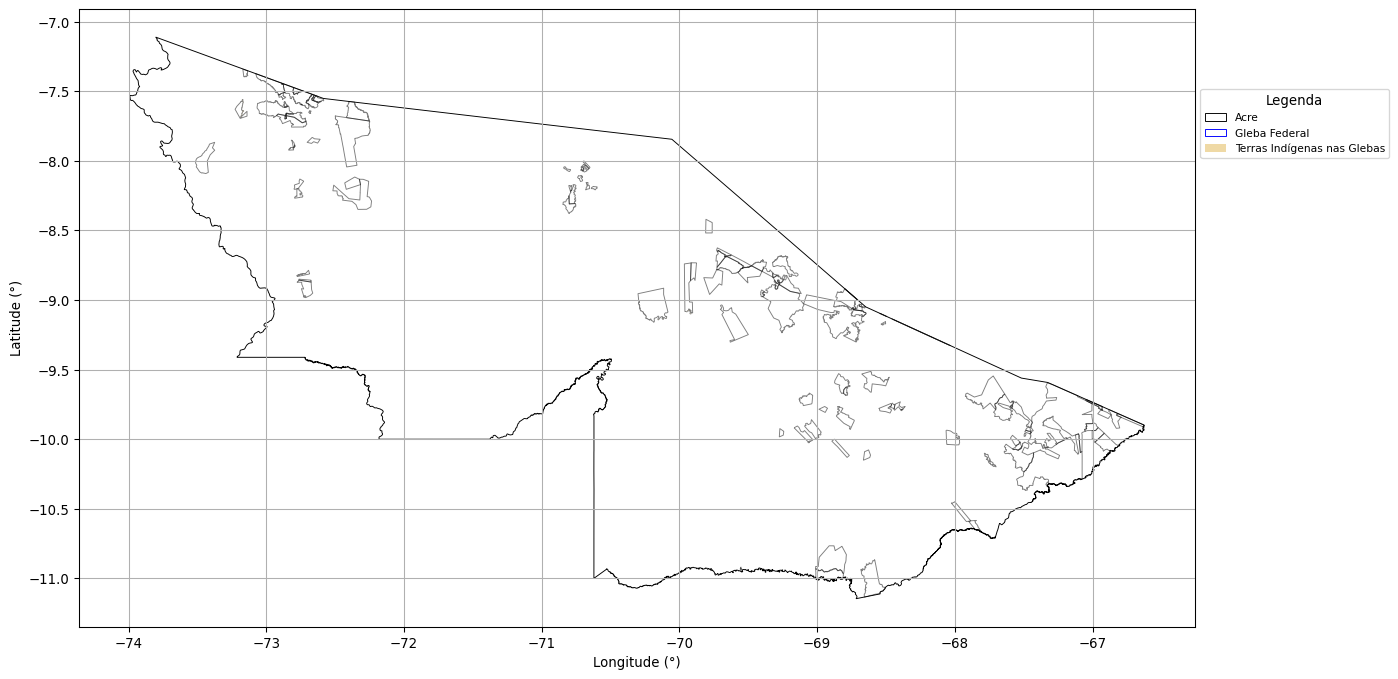 −7.0
−7.5
−8.0
−8.5
−9.0
−9.5
−10.0
−10.5
−11.0
Latitude (°)
−74 −73 −72 −71 −70 −69 −68 −67
Longitude (°)
Legenda
Acre
Gleba Federal
Terras Indígenas nas Glebas